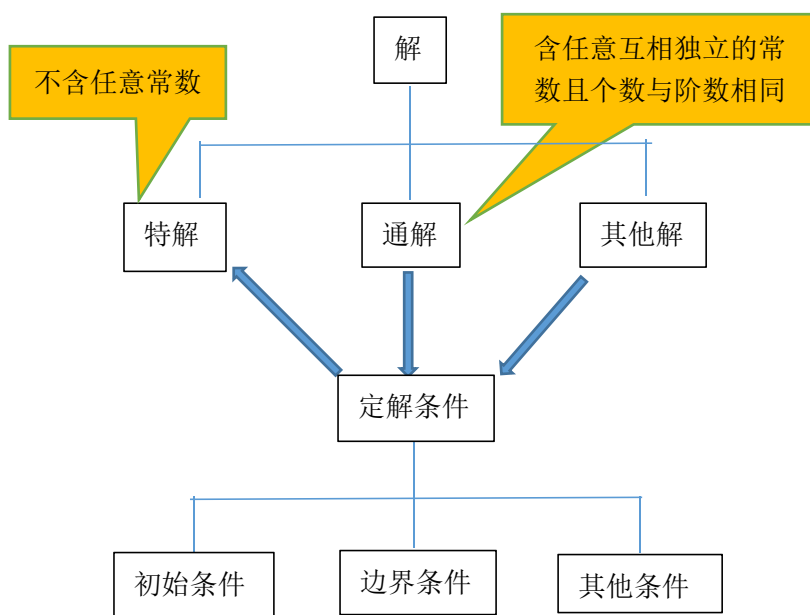 解
不含任意常数
含任意互相独立的常
数且个数与阶数相同
特解
通解
其他解
定解条件
初始条件
边界条件
其他条件